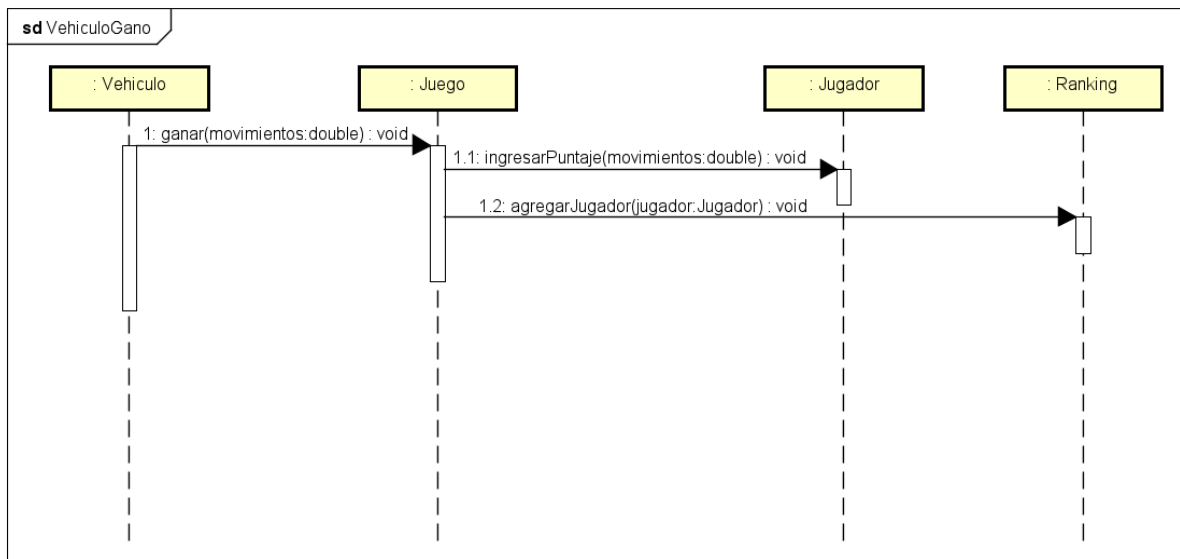 sd VehiculoGano
: Vehiculo
: Juego
: Jugador
: Ranking
1: ganar(movimientos:double) : void
1.1: ingresarPuntaje(movimientos:double) : void
1.2: agregarJugador(jugador:Jugador) : void